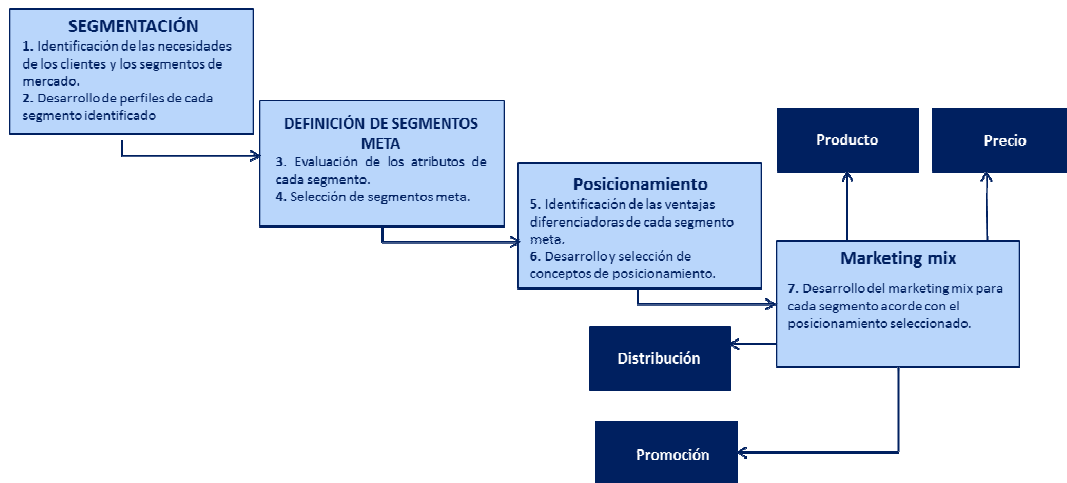 SEGMENTACIÓN
1. Identificación de las necesidades
de los clientes y los segmentos de
mercado.
2. Desarrollo de perfiles de cada
segmento identificado
DEFINICIÓN DE SEGMENTOS
META
3. Evaluación de los atributos de
cada segmento.
4. Selección de segmentos meta.
Posicionamiento
5. Identificación de las ventajas
diferenciadoras de cada segmento
meta.
6. Desarrollo y selección de
conceptos de posicionamiento.
Producto
Precio
Marketing mix
7. Desarrollo del marketing mix para
cada segmento acorde con el
posicionamiento seleccionado.
Distribución
Promoción